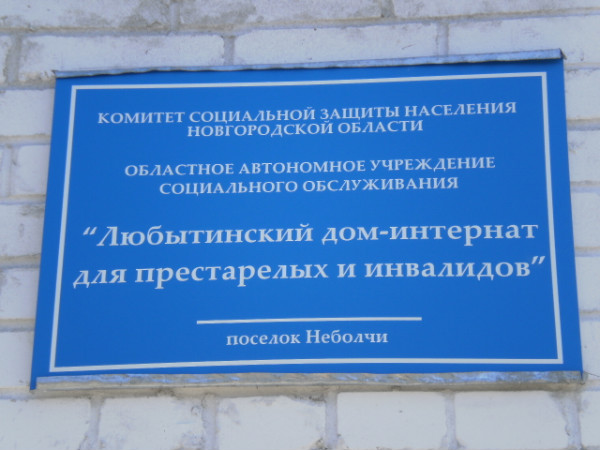 КОМИТЕТ СОЦИАЛЬНОЙ ЗАЩИТЫ НАСЕЛЕНИЯ
НОВГОРОДСКОЙ ОБЛАСТИ
ОБЛАСТНОЕ АВТОНОМНОЕ УЧРЕЖДЕНИЕ
СОЦИАЛЬНОГО ОБСЛУЖИВАНИЯ
“Любытинский дом-интернат
для престарелых и инвалидов”
поселок Неболчи